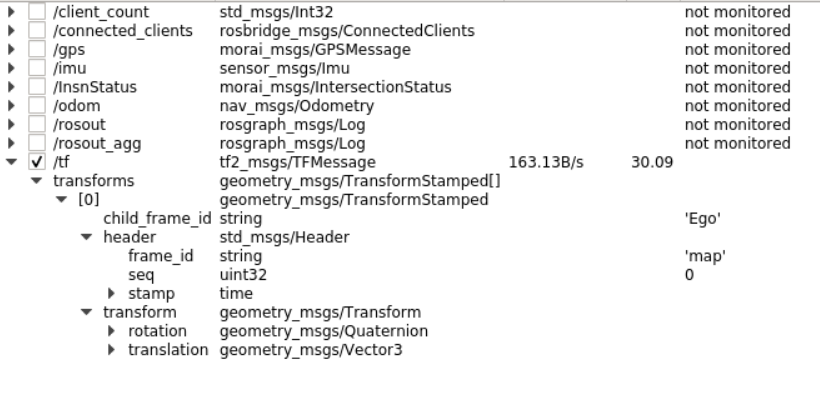 /client_count std_msgs/Int32 not monitored
/connected_clients rosbridge_msgs/ConnectedClients not monitored
/gps morai_msgs/GPSMessage not monitored
/imu sensor_msgs/Imu not monitored
/InsnStatus morai_msgs/IntersectionStatus not monitored
/odom nav_msgs/Odometry not monitored
/rosout rosgraph_msgs/Log not monitored
/rosout_agg rosgraph_msgs/Log not monitored
/tf tf2_msgs/TFMessage 163.13B/s 30.09
transforms geometry_msgs/TransformStamped[]
[0] geometry_msgs/TransformStamped
child_frame_id string 'Ego'
header std_msgs/Header
frame_id string 'map'
seq uint32 0
stamp time
transform geometry_msgs/Transform
rotation geometry_msgs/Quaternion
translation geometry_msgs/Vector3